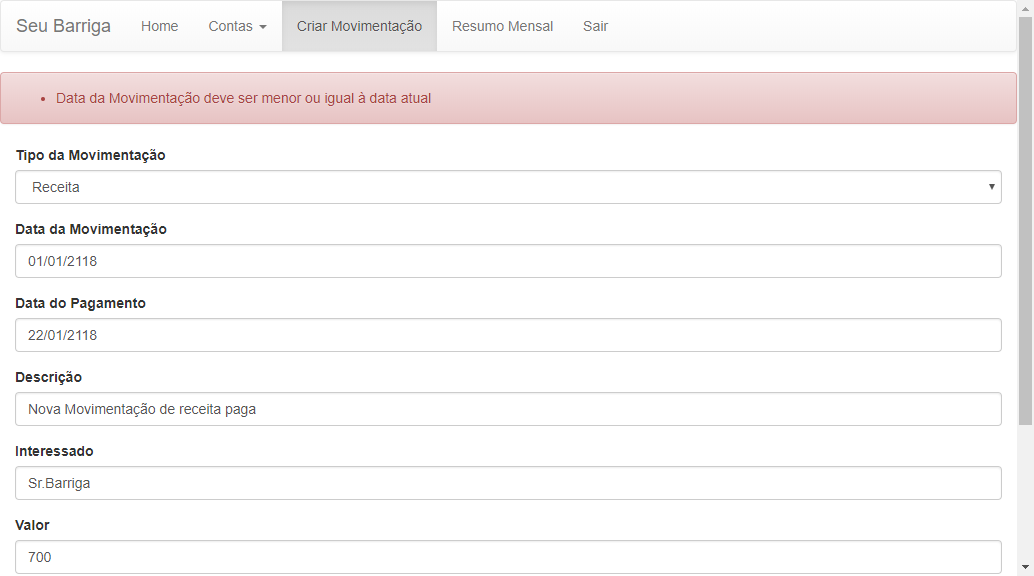 Seu Barriga Home Contas Criar Movimentação Resumo Mensal Sair
Data da Movimentação deve ser menor ou igual à data atual
Tipo da Movimentação
Receita
Data da Movimentação
01/01/2118
Data do Pagamento
22/01/2118
Descrição
Nova Movimentação de receita paga
Interessado
Sr.Barriga
Valor
700